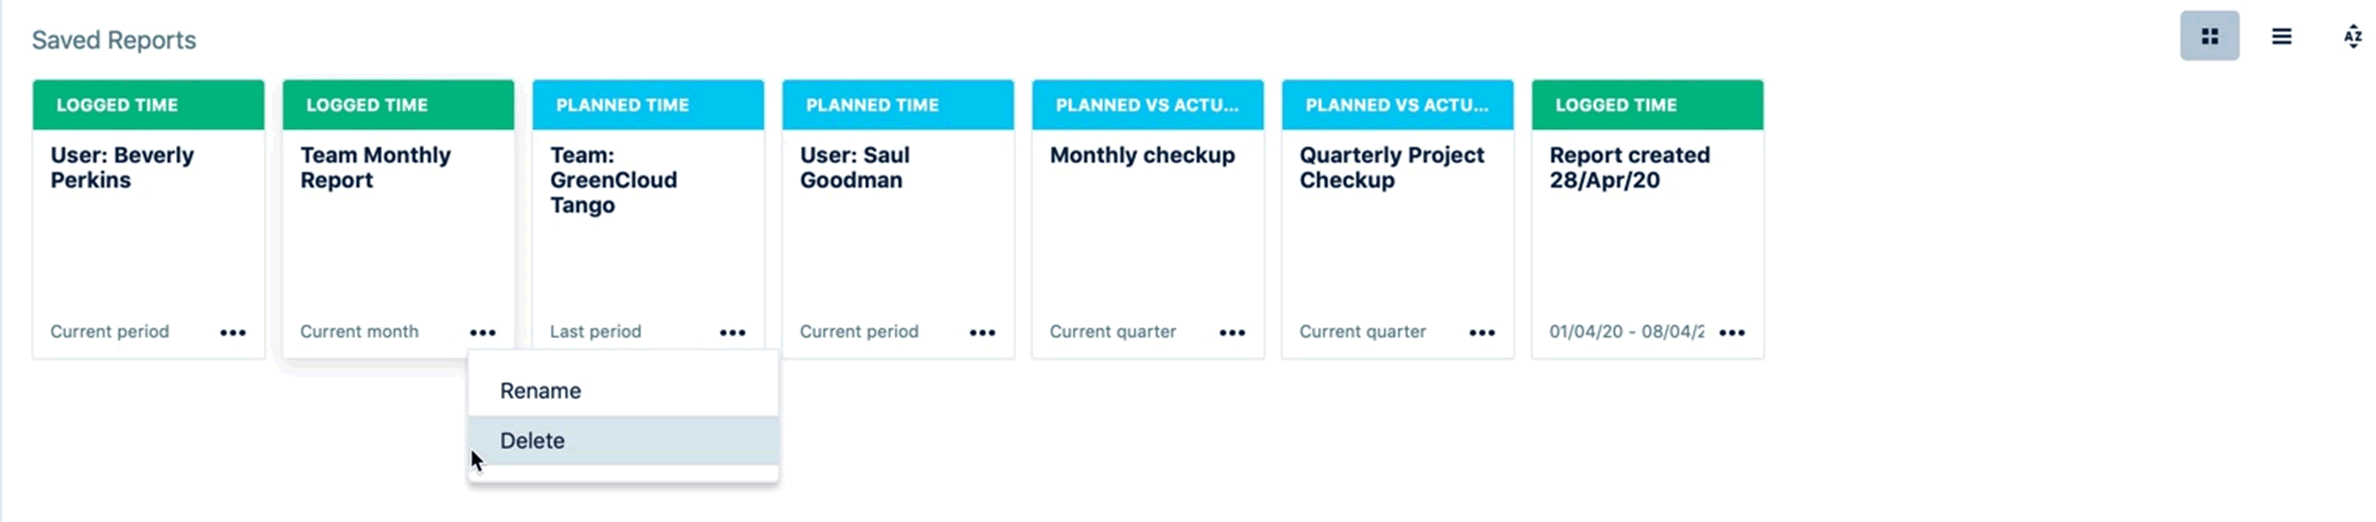 Saved Reports
AZ
LOGGED TIME
User: Beverly
Perkins
Current period
LOGGED TIME
Team Monthly
Report
Current month
PLANNED TIME
Team:
GreenCloud
Tango
Last period
PLANNED TIME
User: Saul
Goodman
Current period
PLANNED VS ACTU...
Monthly checkup
Current quarter
PLANNED VS ACTU...
Quarterly Project
Checkup
Current quarter
LOGGED TIME
Report created
28/Apr/20
01/04/20 - 08/04/2
Rename
Delete